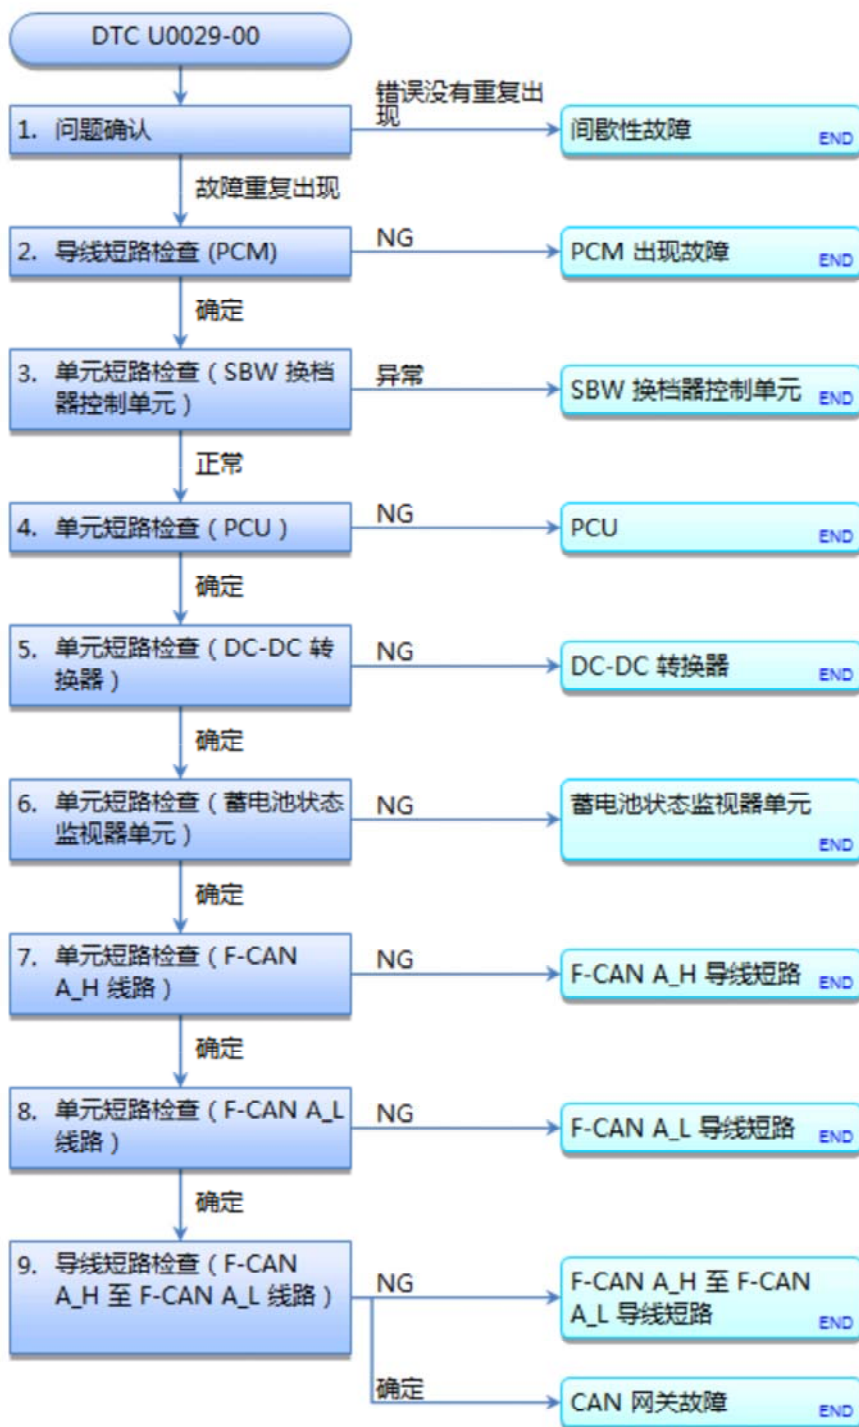 DTC U0029-00
错误没有重复出
现
1. 问题确认
间歇性故障
END
故障重复出现
2. 导线短路检查 (PCM)
NG
PCM 出现故障
END
确定
3. 单元短路检查（SBW 换档
器控制单元）
异常
SBW 换档器控制单元
END
正常
4. 单元短路检查（PCU）
NG
PCU
END
确定
5. 单元短路检查（DC-DC 转
换器）
NG
DC-DC 转换器
END
确定
6. 单元短路检查（蓄电池状态
监视器单元）
NG
蓄电池状态监视器单元
END
确定
7. 单元短路检查（F-CAN
A_H 线路）
NG
F-CAN A_H 导线短路
END
确定
8. 单元短路检查（F-CAN A_L
线路）
NG
F-CAN A_L 导线短路
END
确定
9. 导线短路检查（F-CAN
A_H 至 F-CAN A_L 线路）
NG
F-CAN A_H 至 F-CAN
A_L 导线短路
END
确定
CAN 网关故障
END